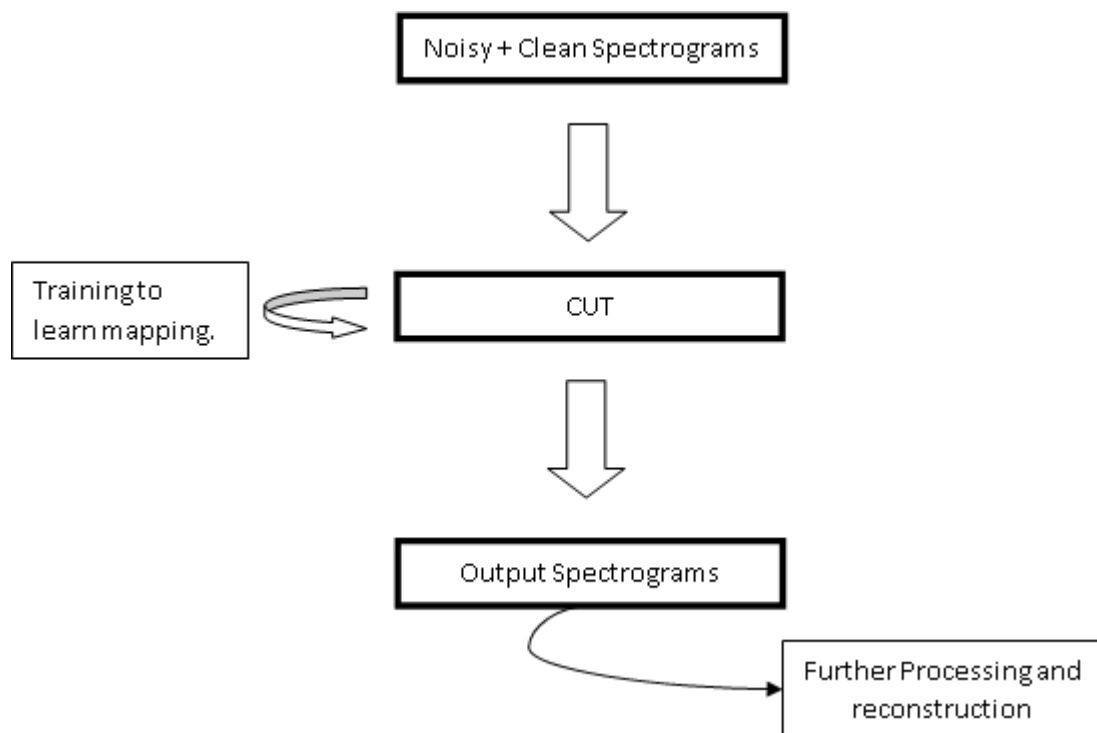 Noisy + Clean Spectrograms
Training to
learn mapping.
CUT
Output Spectrograms
Further Processing and
reconstruction